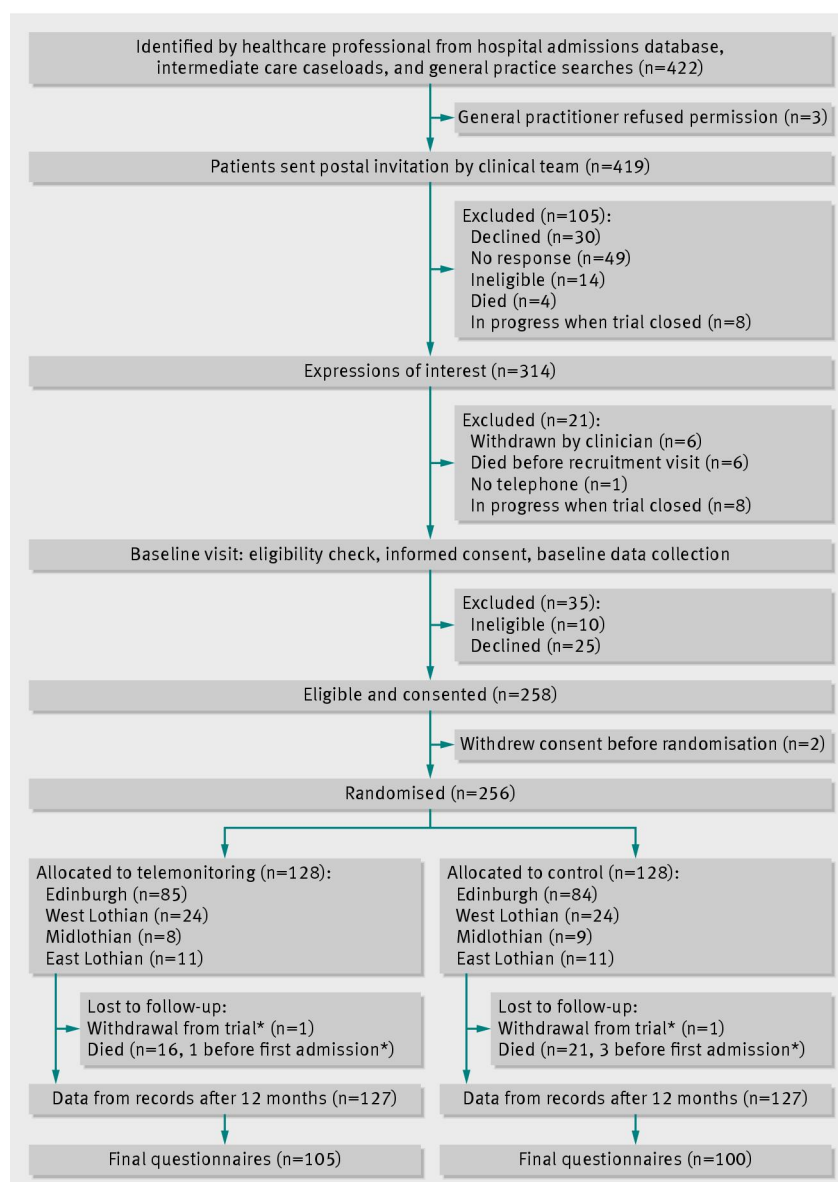 Identified by healthcare professional from hospital admissions database,
intermediate care caseloads, and general practice searches (n=422)
General practitioner refused permission (n=3)
Patients sent postal invitation by clinical team (n=419)
Excluded (n=105):
Declined (n=30)
No response (n=49)
Ineligible (n=14)
Died (n=4)
In progress when trial closed (n=8)
Expressions of interest (n=314)
Excluded (n=21):
Withdrawn by clinician (n=6)
Died before recruitment visit (n=6)
No telephone (n=1)
In progress when trial closed (n=8)
Baseline visit: eligibility check, informed consent, baseline data collection
Excluded (n=35):
Ineligible (n=10)
Declined (n=25)
Eligible and consented (n=258)
Withdrew consent before randomisation (n=2)
Randomised (n=256)
Allocated to telemonitoring (n=128):
Edinburgh (n=85)
West Lothian (n=24)
Midlothian (n=8)
East Lothian (n=11)
Allocated to control (n=128):
Edinburgh (n=84)
West Lothian (n=24)
Midlothian (n=9)
East Lothian (n=11)
Lost to follow-up:
Withdrawal from trial* (n=1)
Died (n=16, 1 before first admission*)
Lost to follow-up:
Withdrawal from trial* (n=1)
Died (n=21, 3 before first admission*)
Data from records after 12 months (n=127)
Data from records after 12 months (n=127)
Final questionnaires (n=105)
Final questionnaires (n=100)